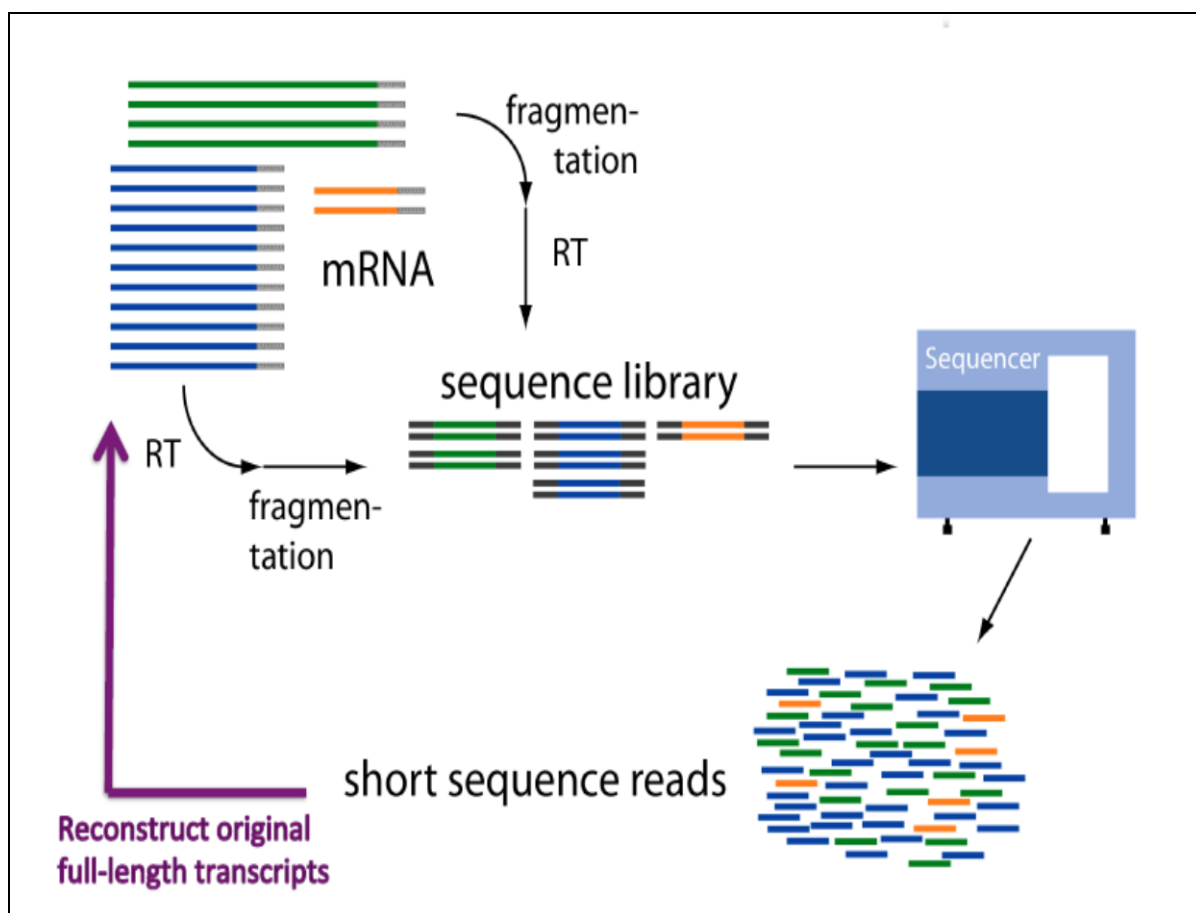 fragmen-
tation
mRNA
RT
sequence library
Sequencer
RT
fragmen-
tation
short sequence reads
Reconstruct original
full-length transcripts